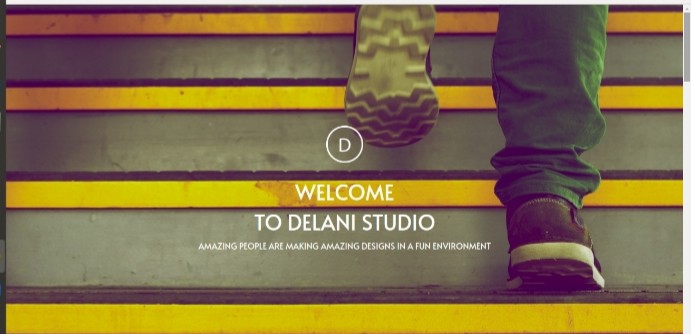 D
WELCOME
TO DELANI STUDIO
AMAZING PEOPLE ARE MAKING AMAZING DESIGNS IN A FUN ENVIRONMENT